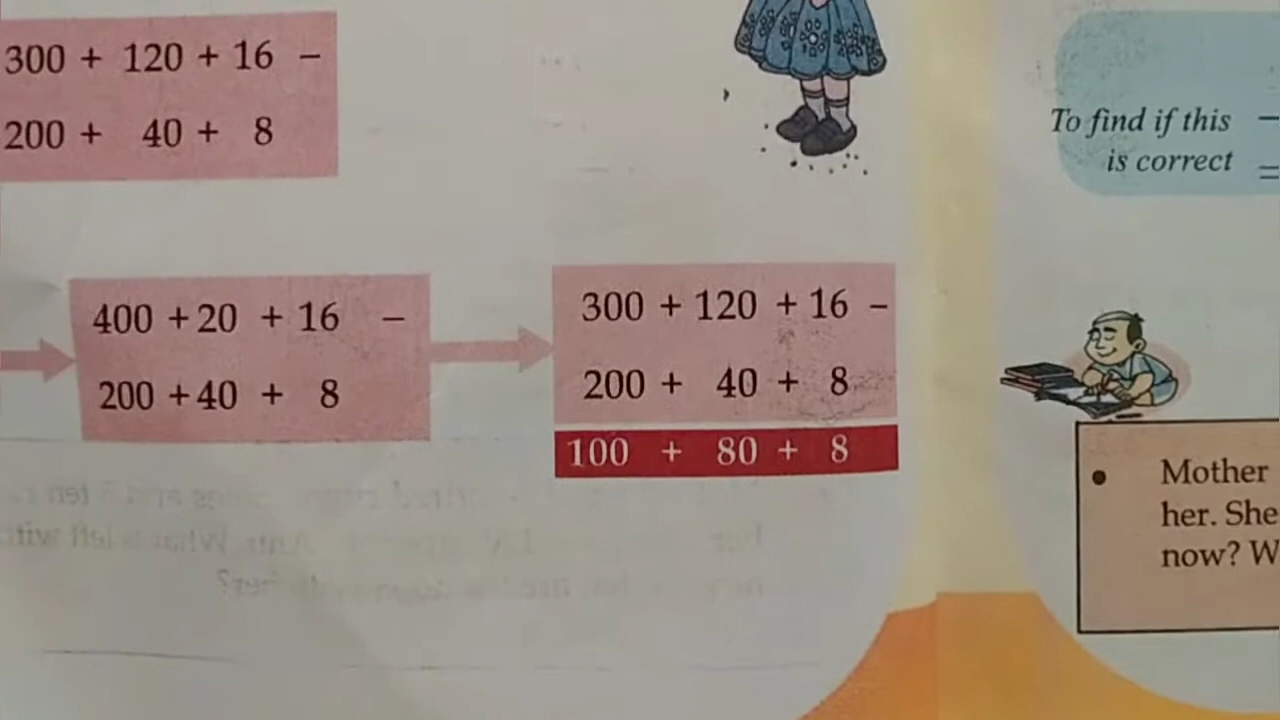 300 + 120 + 16 –
200 + 40 + 8
400 + 20 + 16 –
200 + 40 + 8
300 + 120 + 16 –
200 + 40 + 8
100 + 80 + 8
To find if this –
is correct =
• Mother
her. She
now? W